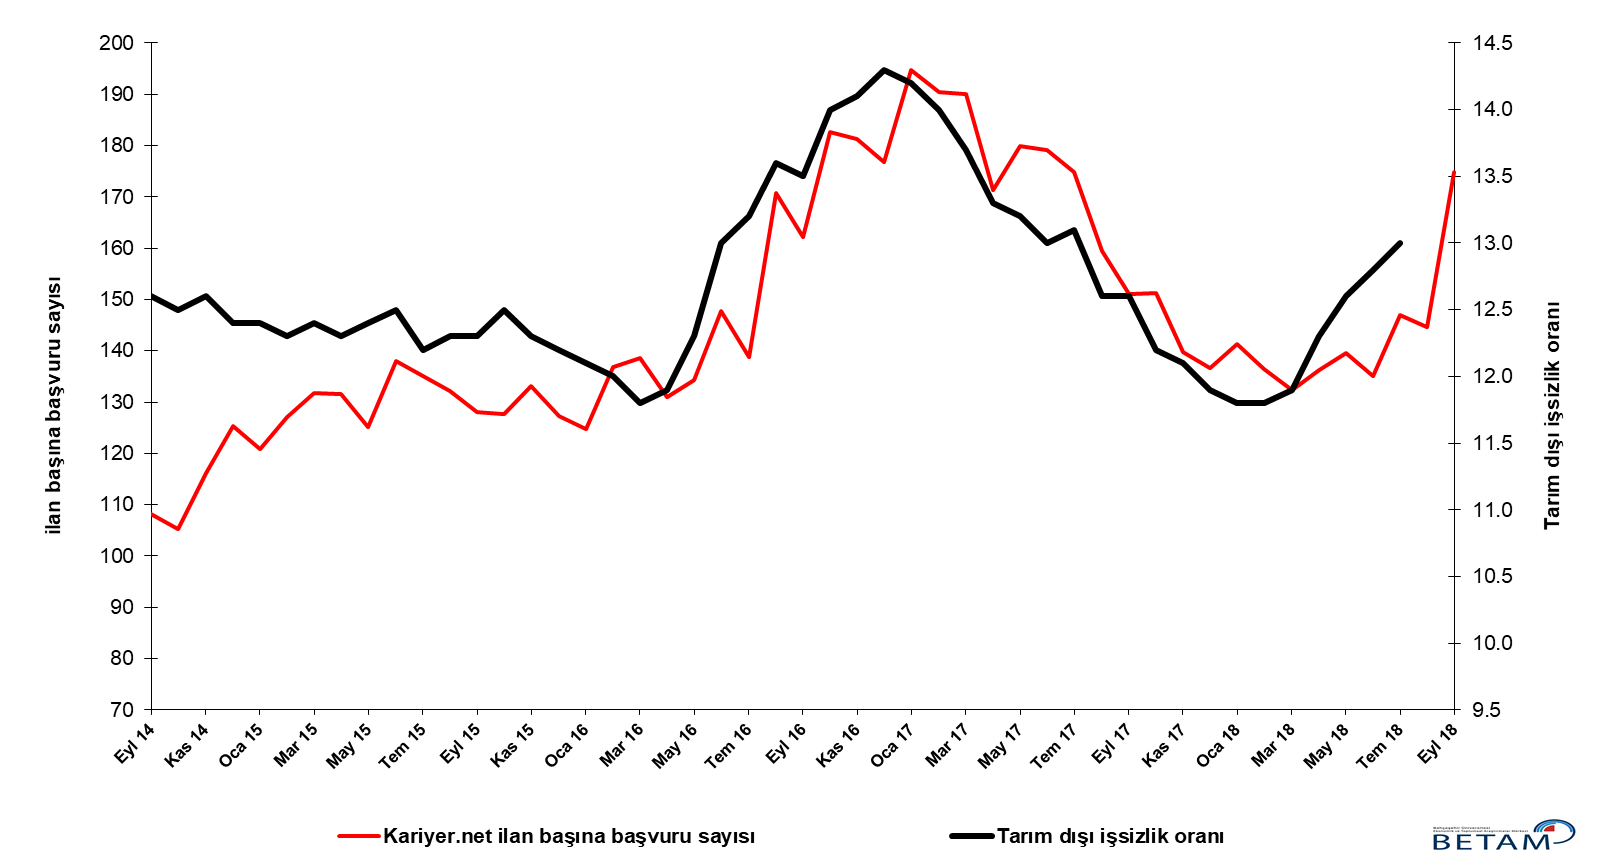 200
190
180
170
160
150
140
130
120
110
100
90
80
70
ilan başına başvuru sayısı
14.5
14.0
13.5
13.0
12.5
12.0
11.5
11.0
10.5
10.0
9.5
Tarım dışı işsizlik oranı
Eyl 14
Kas 14
Oca 15
Mar 15
May 15
Tem 15
Eyl 15
Kas 15
Oca 16
Mar 16
May 16
Tem 16
Eyl 16
Kas 16
Oca 17
Mar 17
May 17
Tem 17
Eyl 17
Kas 17
Oca 18
Mar 18
May 18
Tem 18
Eyl 18
Kariyer.net ilan başına başvuru sayısı
Tarım dışı işsizlik oranı
BETAM